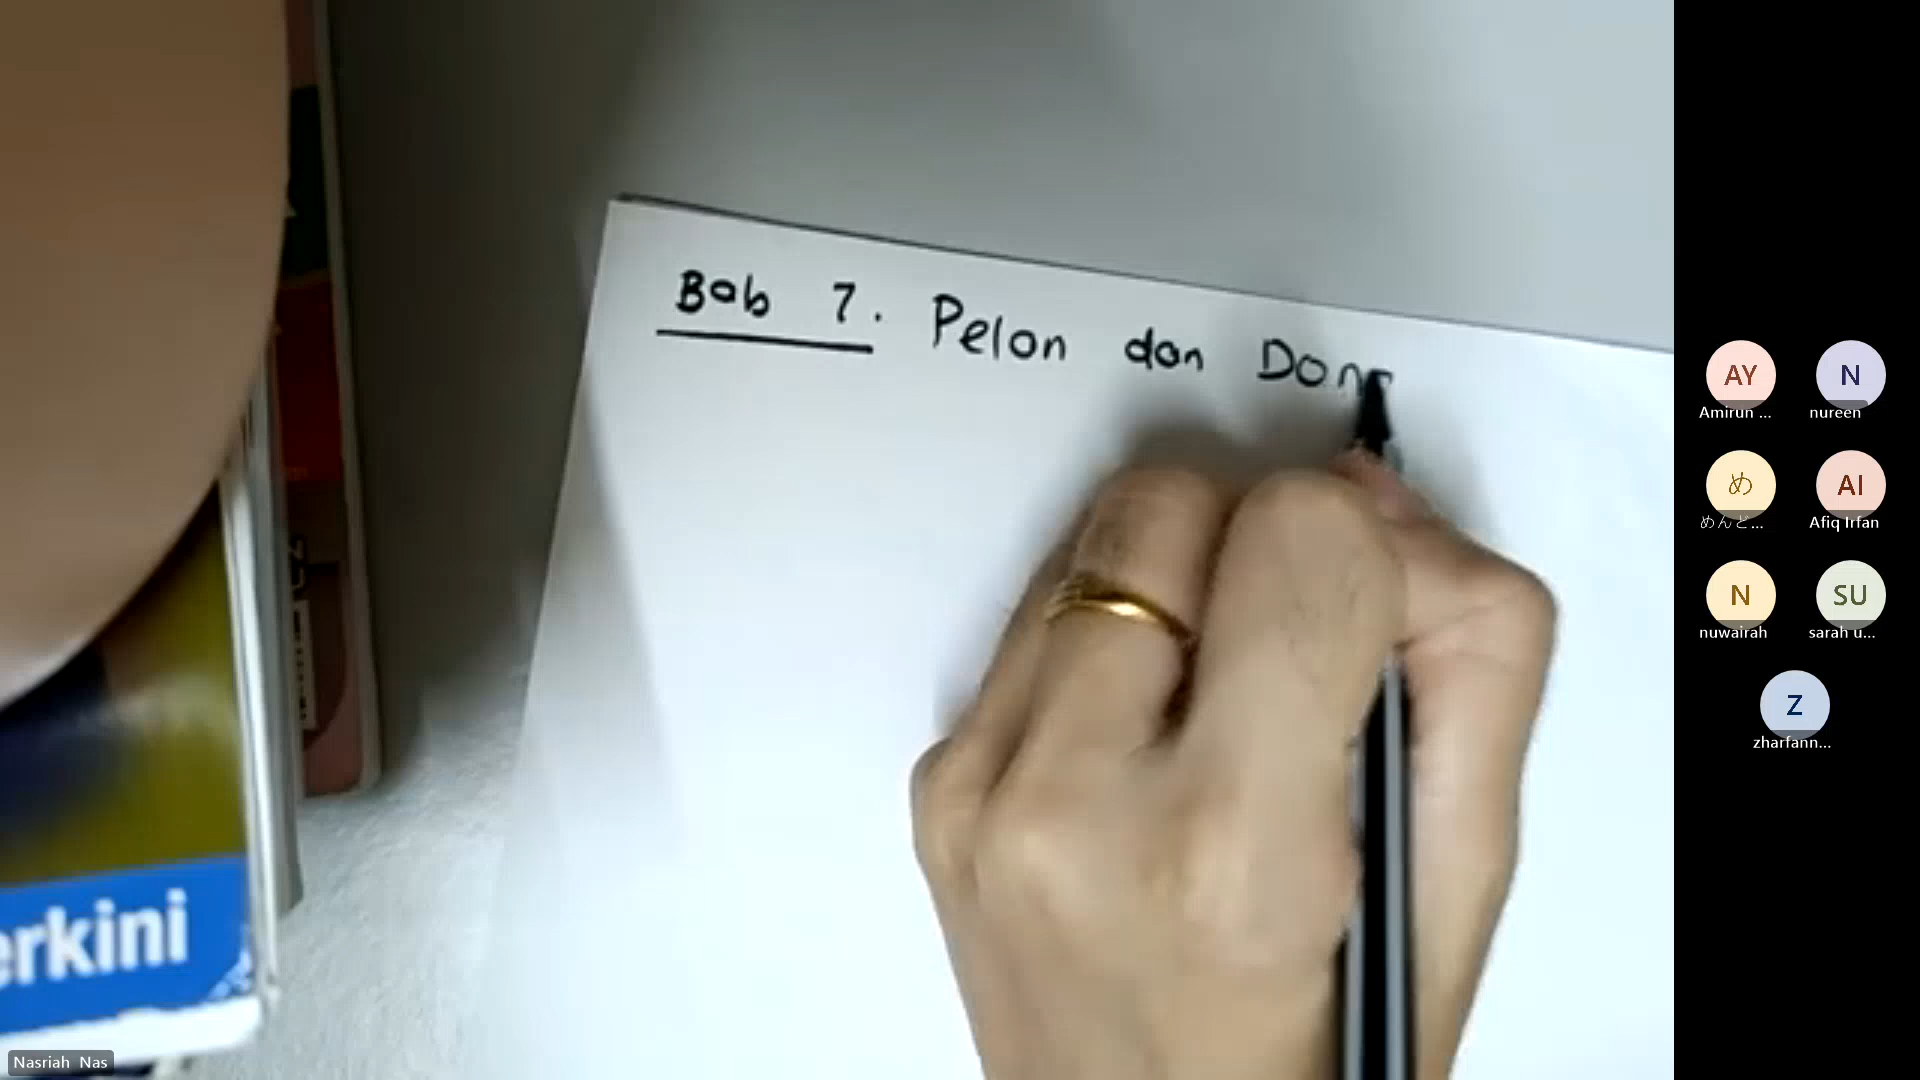 Bab 7. Pelan dan Dong
erkini
Nasriah Nas
AY
Amirun ...
N
nureen
め
めんど...
AI
Afiq Irfan
N
nuwairah
SU
sarah u...
Z
zharfann...